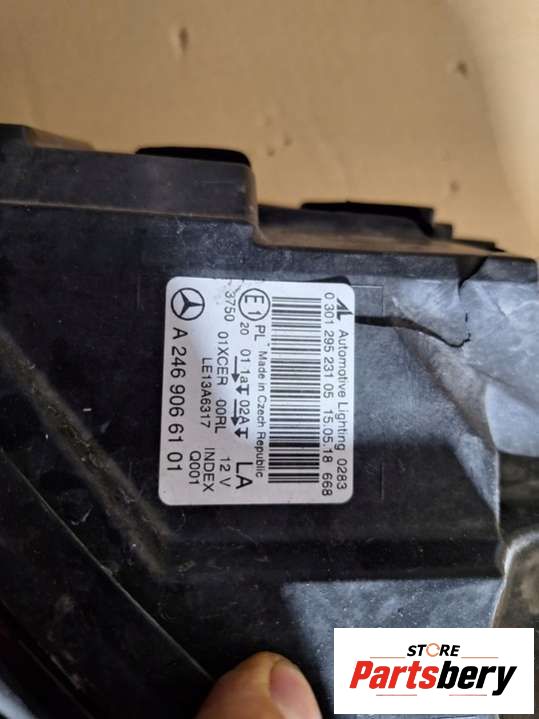 AL Automotive Lighting 0283
0 301 295 231 05 15.05.18 668
E1 PL Made in Czech Republic LA
20 01 1a 02A
3750 01XCER 00RL 12 V
LE13A6317 INDEX
A 246 906 61 01 Q001
STORE
Partsbery